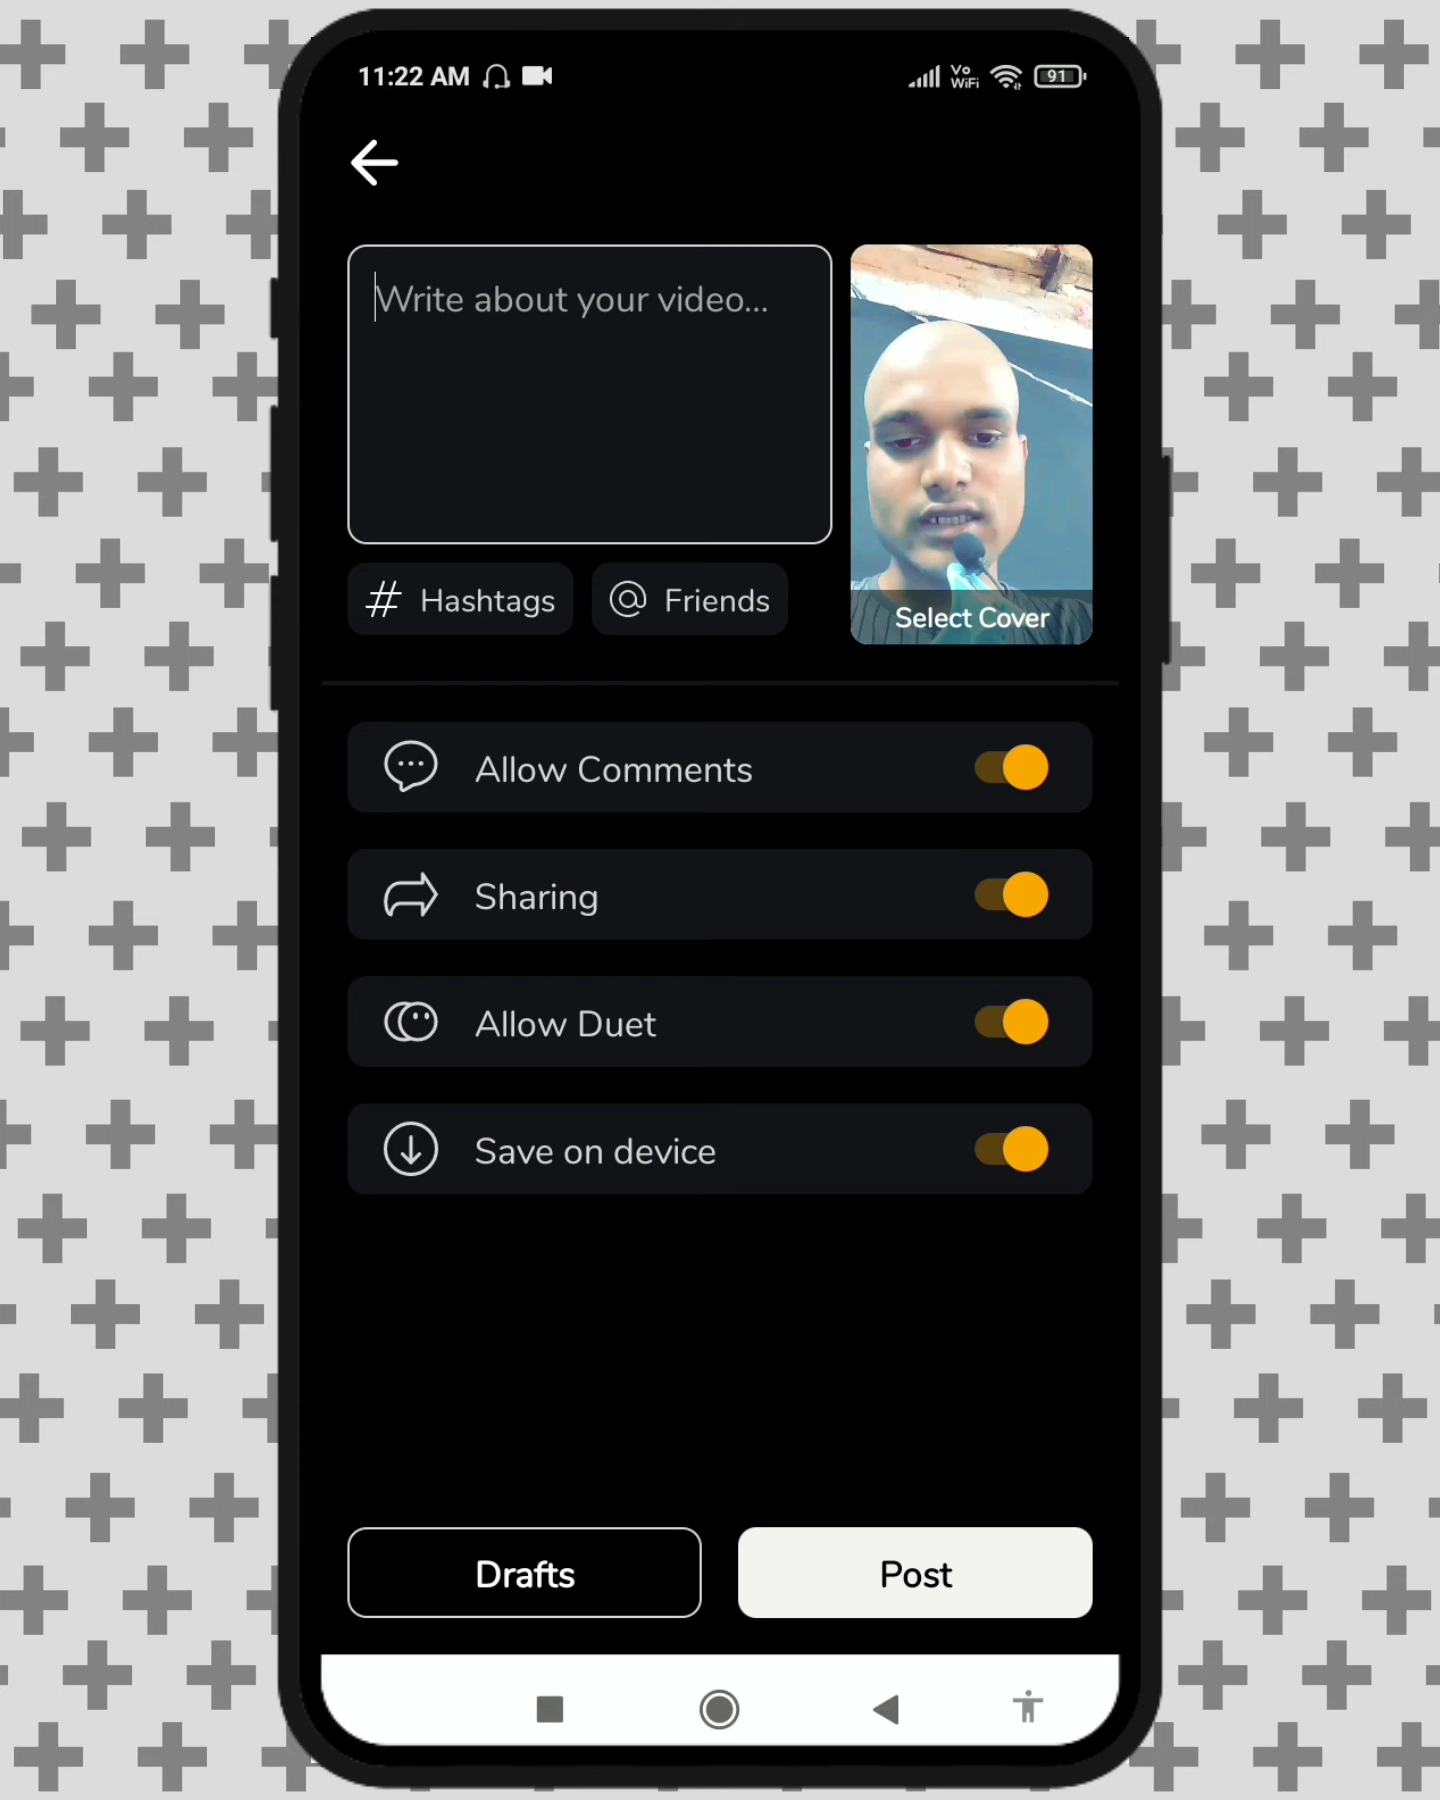 11:22 AM Vo WiFi 91
Write about your video...
# Hashtags @ Friends
Select Cover
Allow Comments
Sharing
Allow Duet
Save on device
Drafts Post